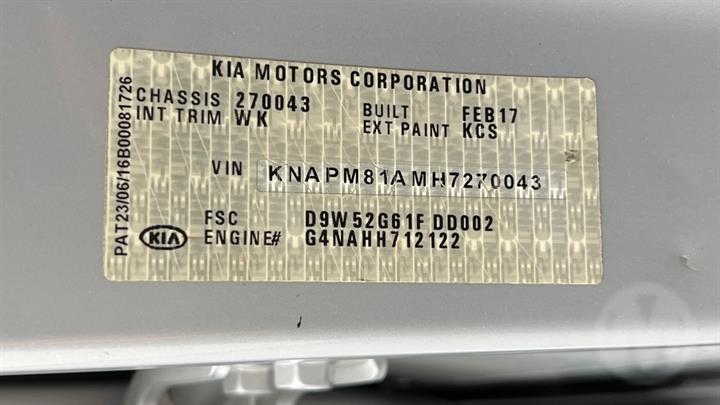 KIA MOTORS CORPORATION
CHASSIS 270043 BUILT FEB17
INT TRIM WK EXT PAINT KCS
VIN KNAPM81AMH7270043
FSC D9W52G61F DD002
KIA ENGINE# G4NAHH712122
PAT23/06/16B00081726